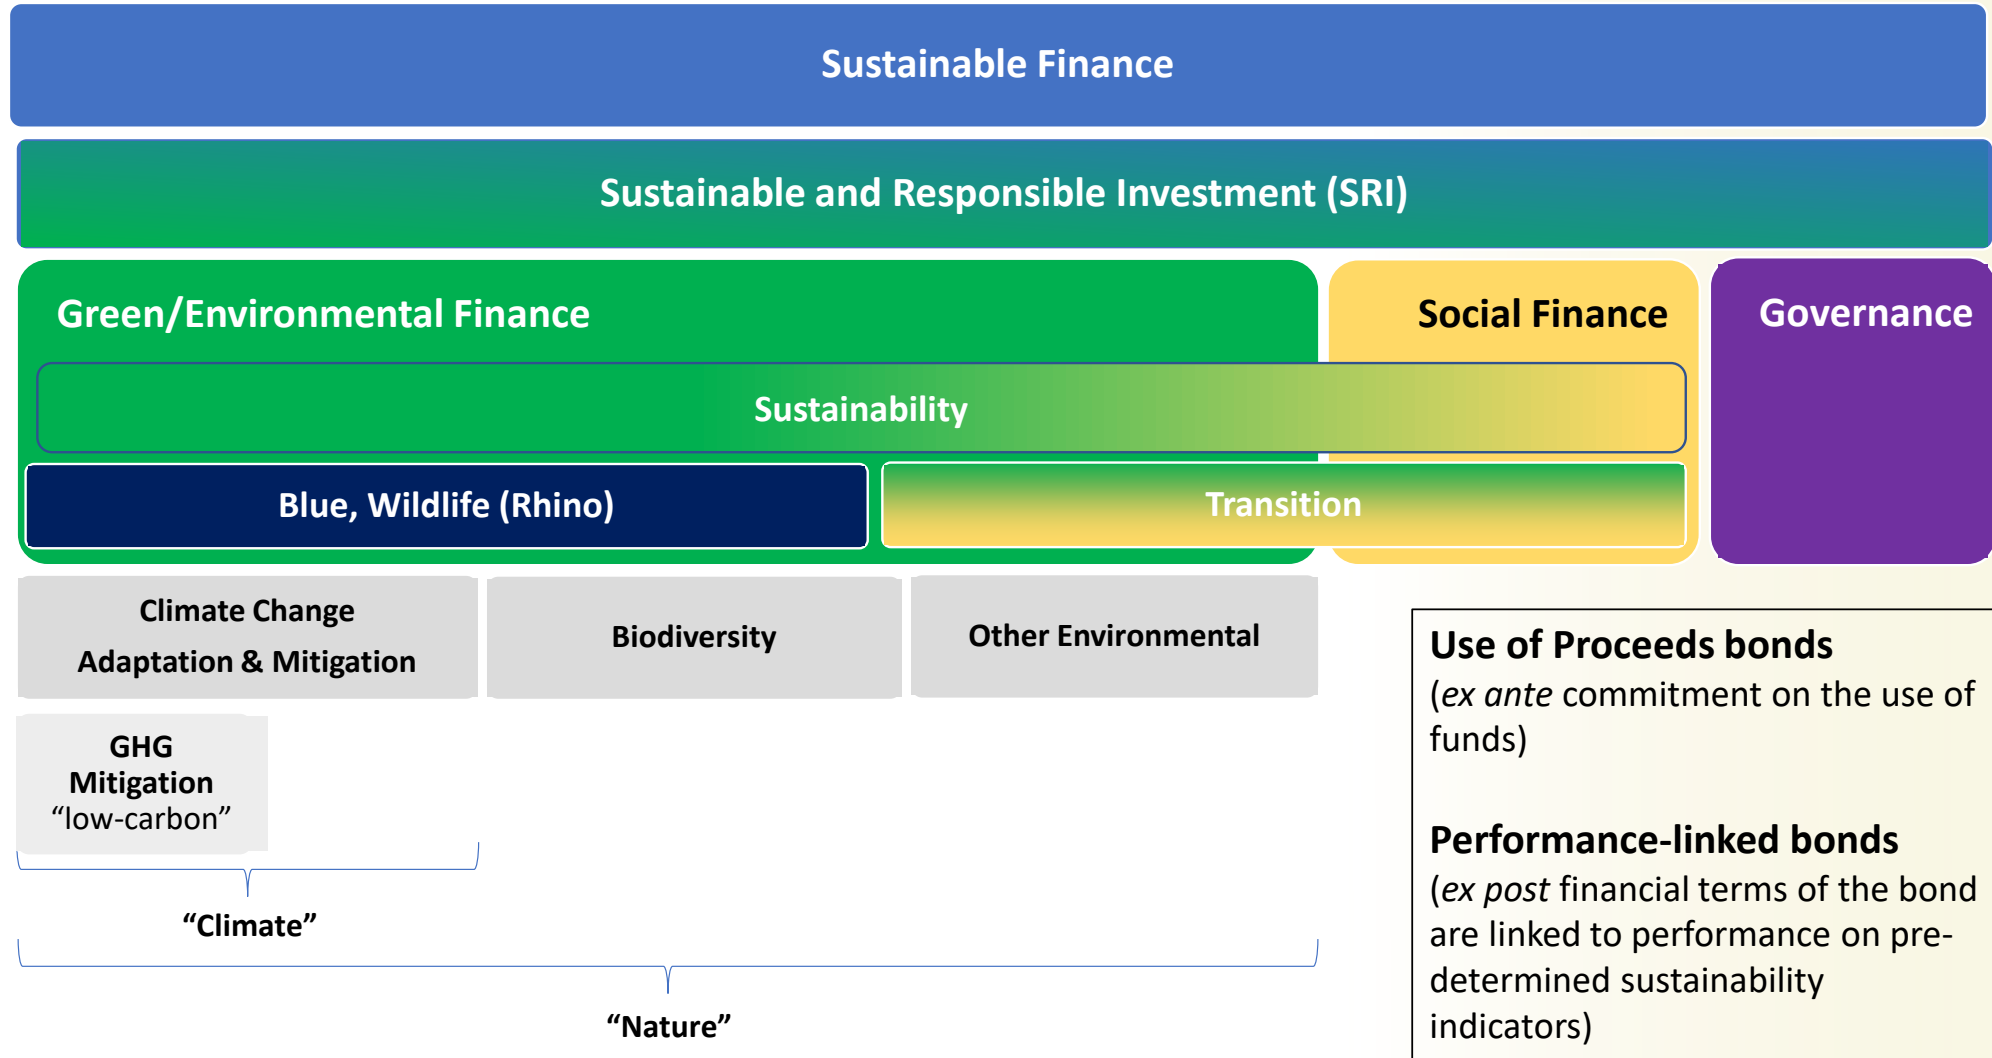 Sustainable Finance
Sustainable and Responsible Investment (SRI)
Green/Environmental Finance
Social Finance
Governance
Sustainability
Blue, Wildlife (Rhino)
Transition
Climate Change
Adaptation & Mitigation
Biodiversity
Other Environmental
GHG
Mitigation
“low-carbon”
“Climate”
“Nature”
Use of Proceeds bonds
(ex ante commitment on the use of
funds)
Performance-linked bonds
(ex post financial terms of the bond
are linked to performance on pre-
determined sustainability
indicators)